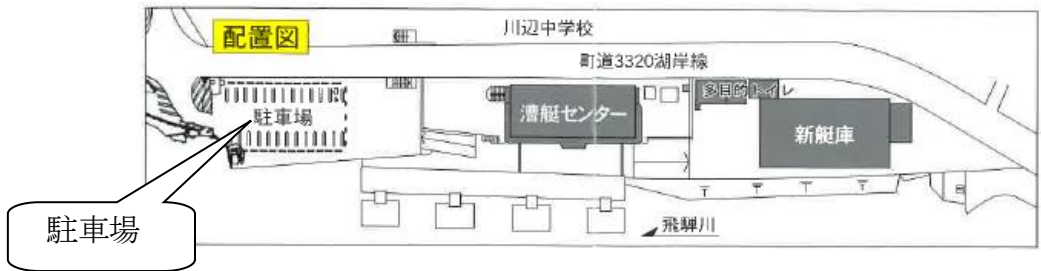 配置図
川辺中学校
町道3320湖岸線
多目的トイレ
駐車場
漕艇センター
新艇庫
駐車場
飛騨川